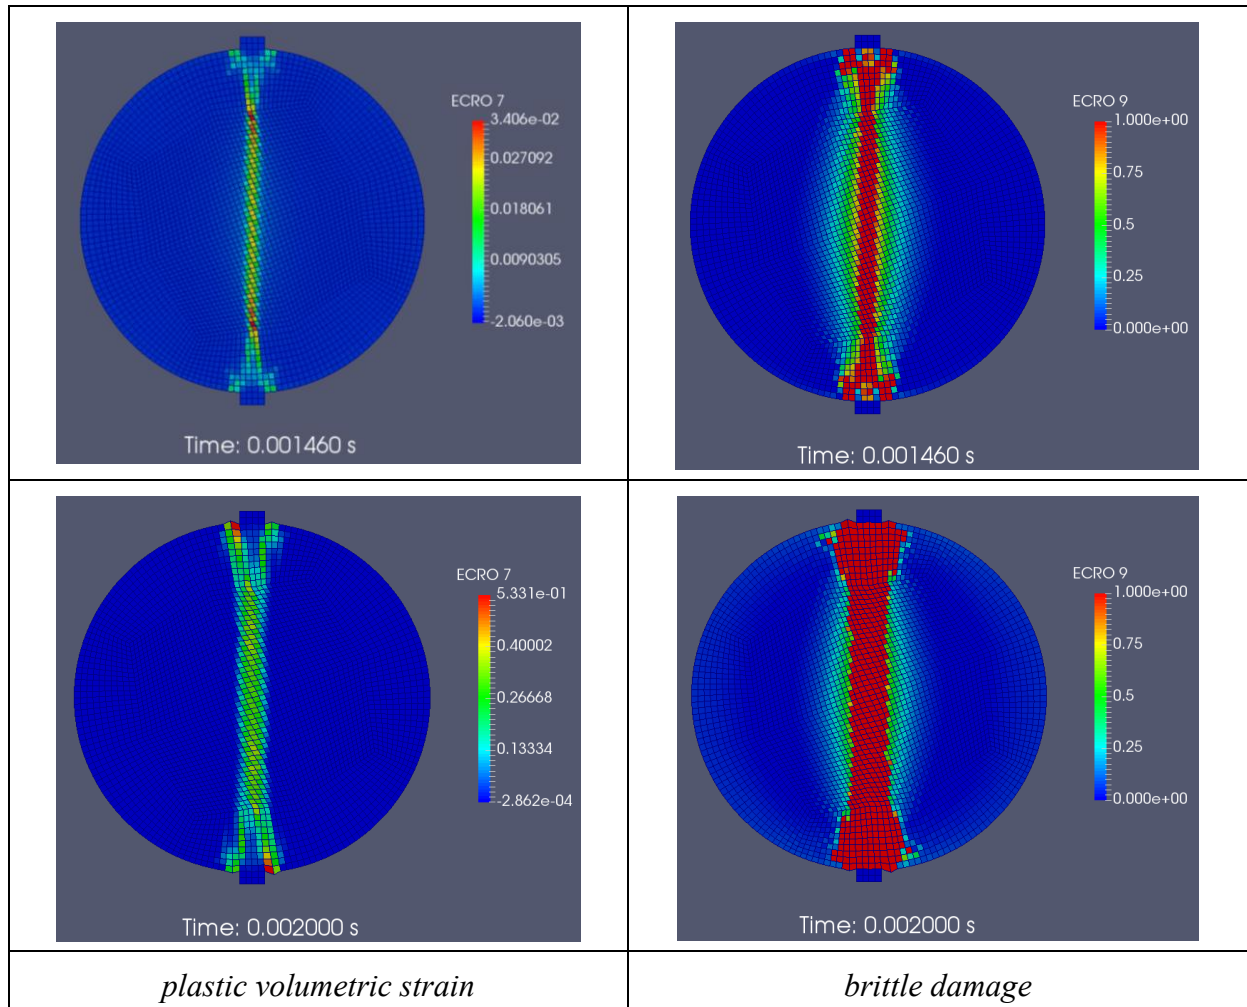 ECRO 7
3.406e-02
0.027092
0.018061
0.0090305
-2.060e-03
Time: 0.001460 s
ECRO 9
1.000e+00
0.75
0.5
0.25
0.000e+00
Time: 0.001460 s
ECRO 7
5.331e-01
0.40002
0.26668
0.13334
-2.862e-04
Time: 0.002000 s
ECRO 9
1.000e+00
0.75
0.5
0.25
0.000e+00
Time: 0.002000 s
plastic volumetric strain
brittle damage